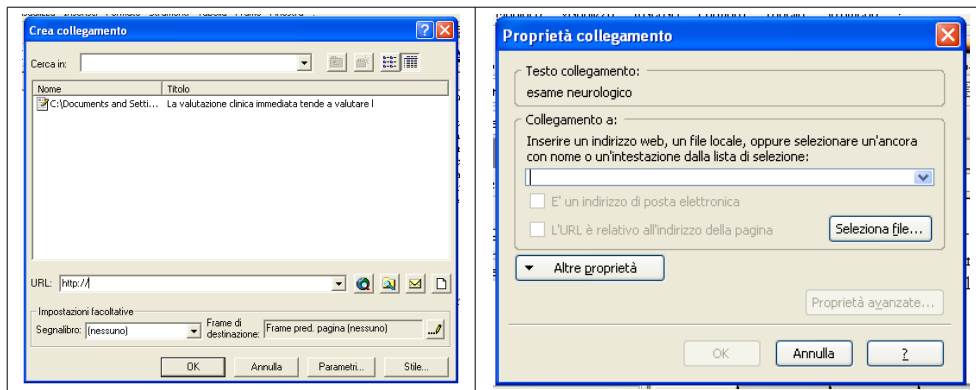 Crea collegamento
Cerca in:
Nome Titolo
C:\Documents and Setti... La valutazione clinica immediata tende a valutare l
URL: http://
Impostazioni facoltative
Segnalibro: (nessuno) Frame di destinazione: Frame pred. pagina (nessuno)
OK Annulla Parametri... Stile...
Proprietà collegamento
Testo collegamento:
esame neurologico
Collegamento a:
Inserire un indirizzo web, un file locale, oppure selezionare un'ancora
con nome o un'intestazione dalla lista di selezione:
E' un indirizzo di posta elettronica
L'URL è relativo all'indirizzo della pagina Seleziona file...
Altre proprietà
Proprietà avanzate...
OK Annulla ?